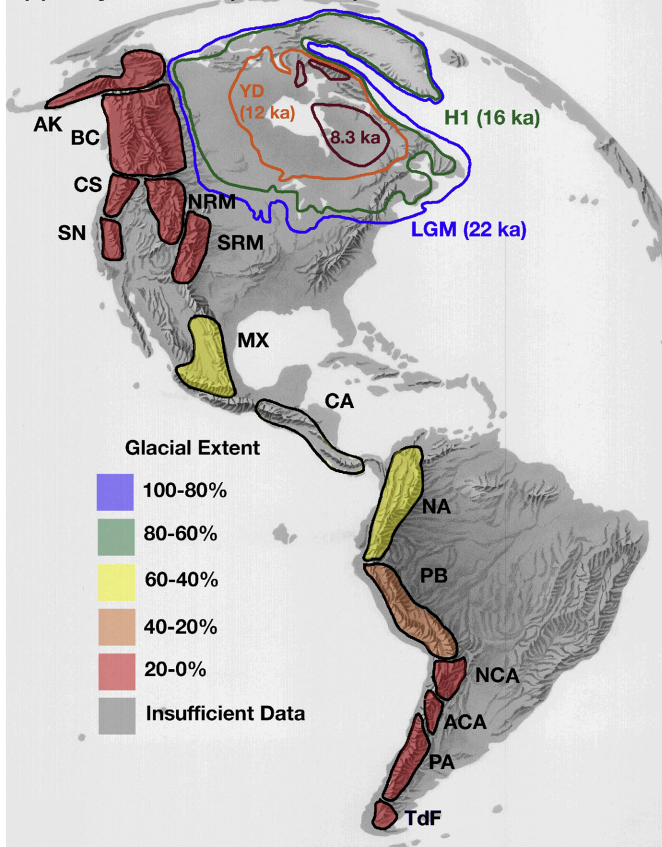 YD
(12 ka)
H1 (16 ka)
8.3 ka
AK
BC
CS
NRM
SN
SRM
LGM (22 ka)
MX
CA
Glacial Extent
100-80%
80-60%
60-40%
40-20%
20-0%
Insufficient Data
NA
PB
NCA
ACA
PA
TdF